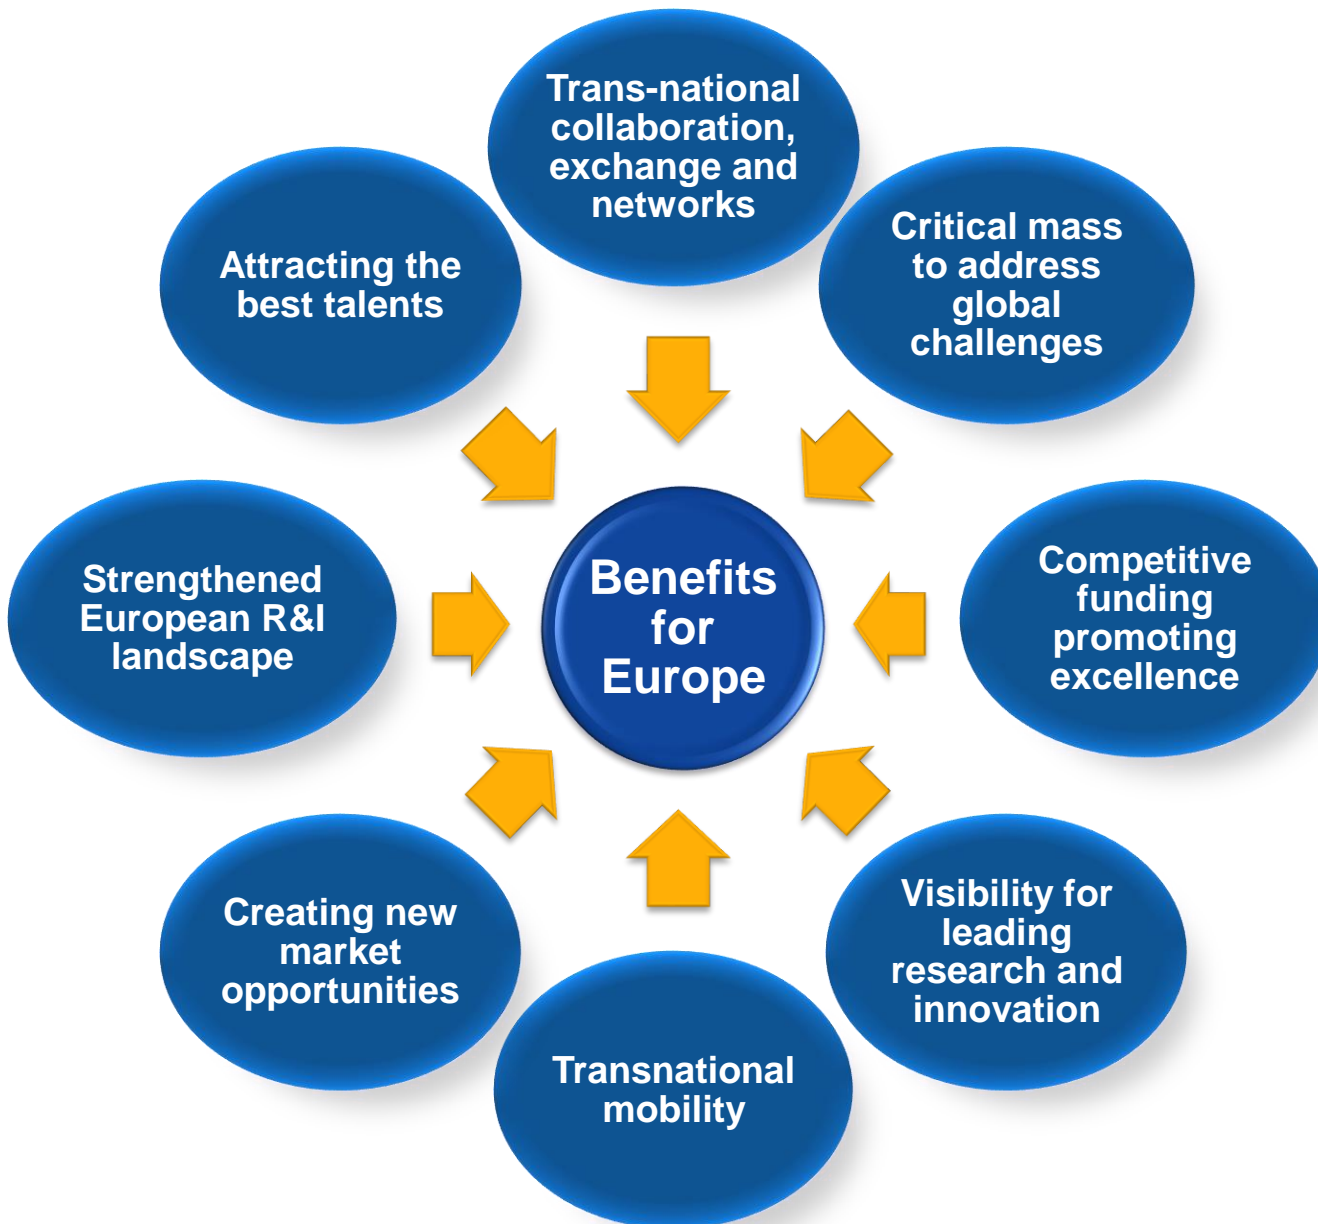 Trans-national
collaboration,
exchange and
networks
Critical mass
to address
global
challenges
Competitive
funding
promoting
excellence
Visibility for
leading
research and
innovation
Transnational
mobility
Creating new
market
opportunities
Strengthened
European R&I
landscape
Attracting the
best talents
Benefits
for
Europe